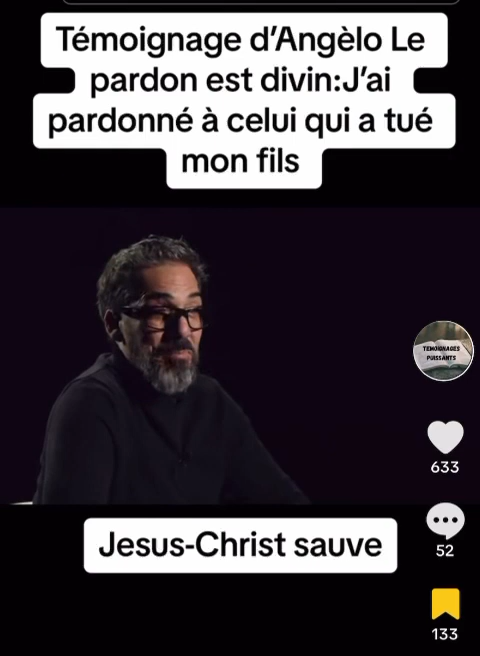 Témoignage d’Angèlo Le
pardon est divin:J’ai
pardonné à celui qui a tué
mon fils
TEMOIGNAGES
PUISSANTS
633
52
Jesus-Christ sauve
133